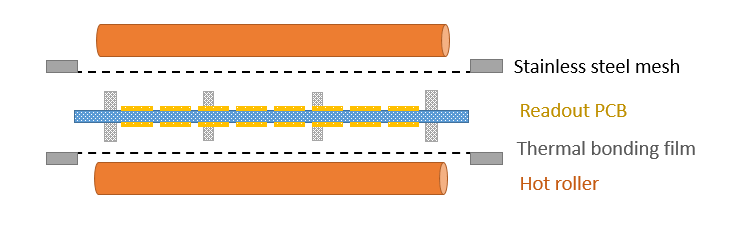 Stainless steel mesh
Readout PCB
Thermal bonding film
Hot roller